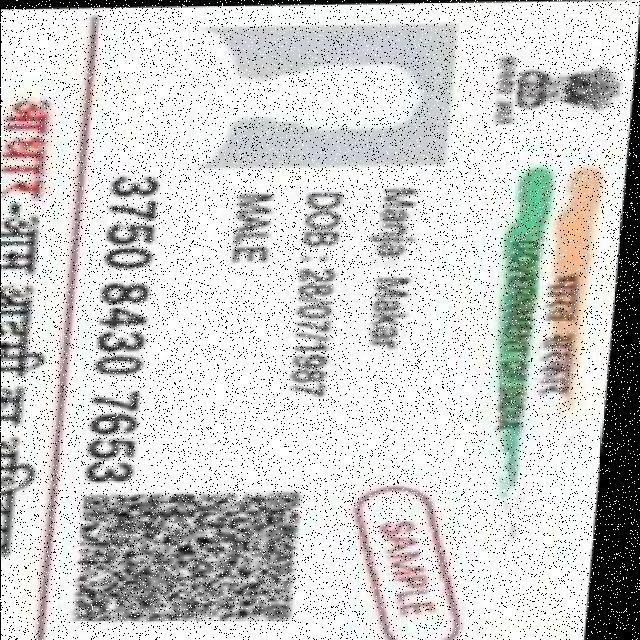 भारत सरकार
GOVERNMENT OF INDIA
Manja Makar
DOB : 28/07/1987
MALE
3750 8430 7653
SAMPLE
आधार - आम आदमी का अधिकार